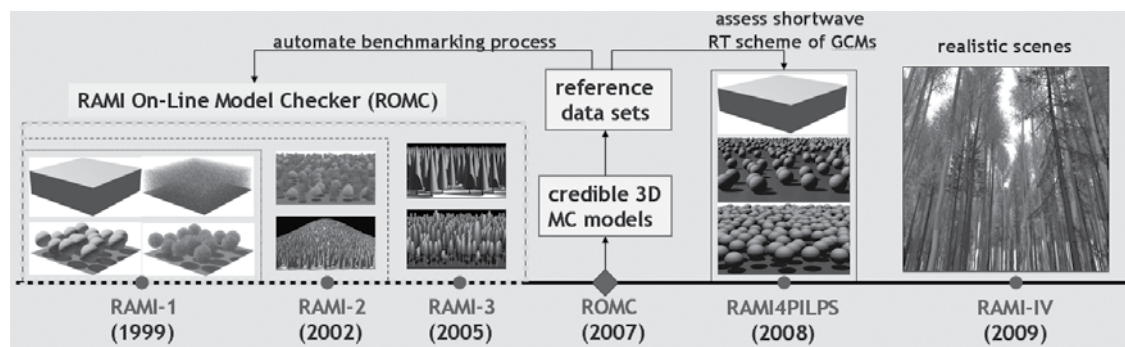 assess shortwave
RT scheme of GCMs
automate benchmarking process
realistic scenes
RAMI On-Line Model Checker (ROMC)
reference
data sets
credible 3D
MC models
RAMI-1
(1999)
RAMI-2
(2002)
RAMI-3
(2005)
ROMC
(2007)
RAMI4PILPS
(2008)
RAMI-IV
(2009)